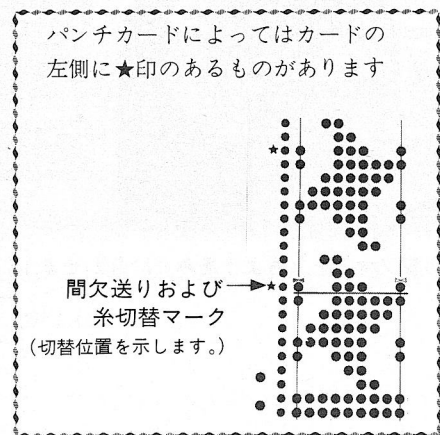 パンチカードによってはカードの
左側に★印のあるものがあります
間欠送りおよび
糸切替マーク
(切替位置を示します。)